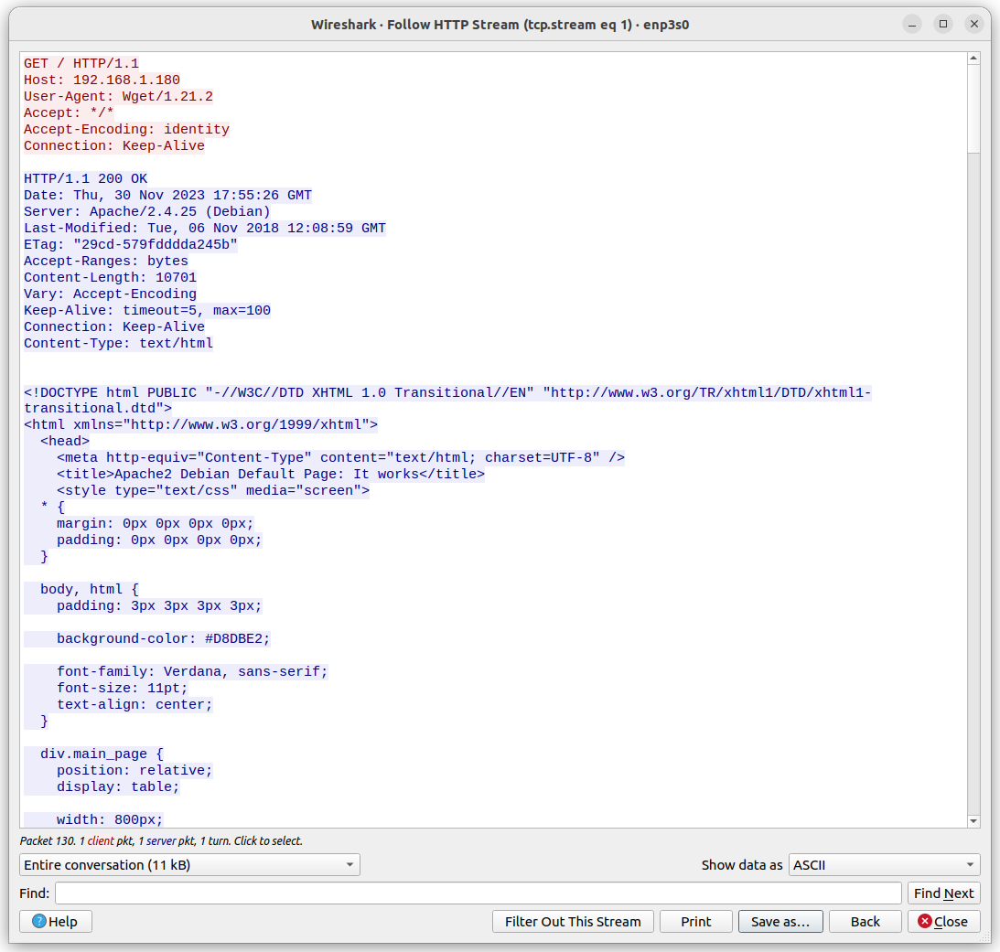 Wireshark · Follow HTTP Stream (tcp.stream eq 1) · enp3s0
GET / HTTP/1.1
Host: 192.168.1.180
User-Agent: Wget/1.21.2
Accept: */*
Accept-Encoding: identity
Connection: Keep-Alive

HTTP/1.1 200 OK
Date: Thu, 30 Nov 2023 17:55:26 GMT
Server: Apache/2.4.25 (Debian)
Last-Modified: Tue, 06 Nov 2018 12:08:59 GMT
ETag: "29cd-579fdddda245b"
Accept-Ranges: bytes
Content-Length: 10701
Vary: Accept-Encoding
Keep-Alive: timeout=5, max=100
Connection: Keep-Alive
Content-Type: text/html

<!DOCTYPE html PUBLIC "-//W3C//DTD XHTML 1.0 Transitional//EN" "http://www.w3.org/TR/xhtml1/DTD/xhtml1-
transitional.dtd">
<html xmlns="http://www.w3.org/1999/xhtml">
  <head>
    <meta http-equiv="Content-Type" content="text/html; charset=UTF-8" />
    <title>Apache2 Debian Default Page: It works</title>
    <style type="text/css" media="screen">
  * {
    margin: 0px 0px 0px 0px;
    padding: 0px 0px 0px 0px;
  }

  body, html {
    padding: 3px 3px 3px 3px;

    background-color: #D8DBE2;

    font-family: Verdana, sans-serif;
    font-size: 11pt;
    text-align: center;
  }

  div.main_page {
    position: relative;
    display: table;

    width: 800px;
Packet 130. 1 client pkt, 1 server pkt, 1 turn. Click to select.
Entire conversation (11 kB) Show data as ASCII
Find: Find Next
? Help Filter Out This Stream Print Save as… Back Close